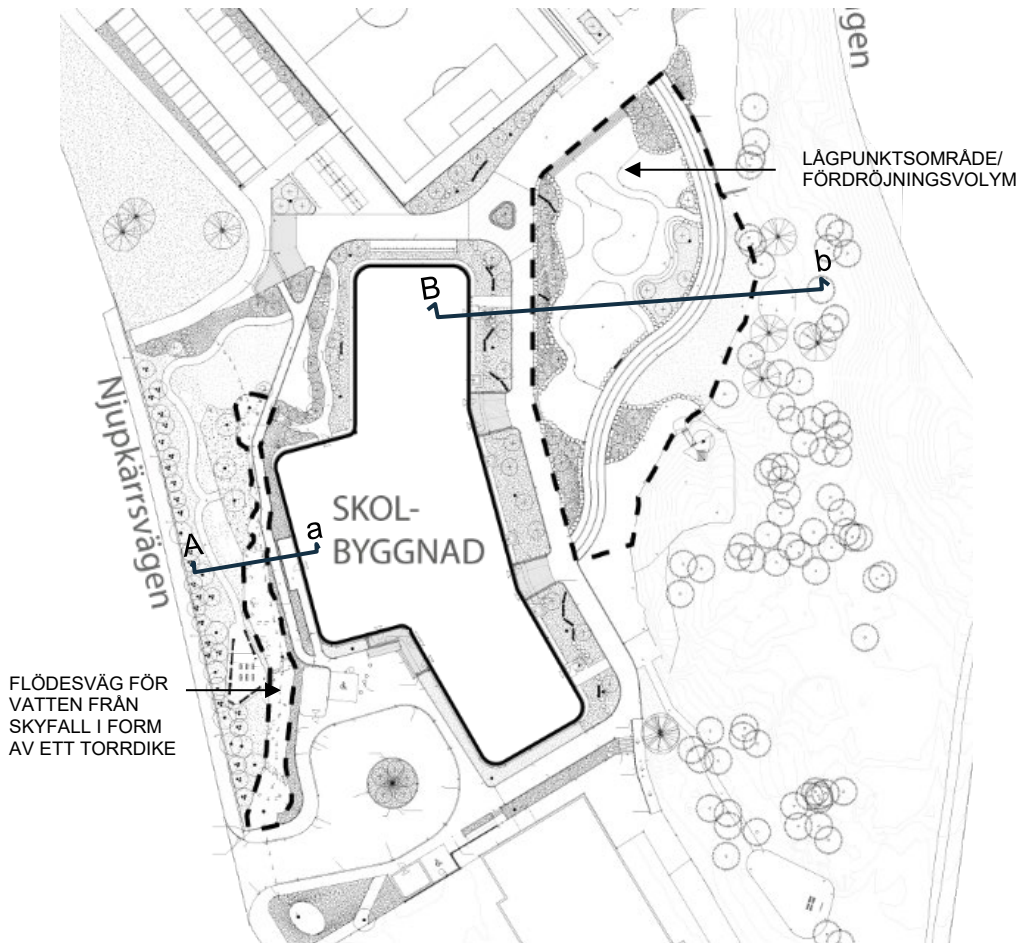 ägen
LÅGPUNKTSOMRÅDE/
FÖRDRÖJNINGSVOLYM
B
b
Njupkärrsvägen
A
a
SKOL-
BYGGNAD
FLÖDESVÄG FÖR
VATTEN FRÅN
SKYFALL I FORM
AV ETT TORRDIKE